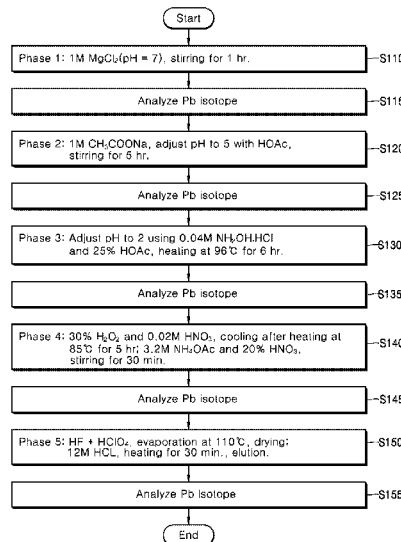 Start
Phase 1: 1M MgCl₂(pH = 7), stirring for 1 hr.
S110
Analyze Pb isotope
S115
Phase 2: 1M CH₃COONa, adjust pH to 5 with HOAc,
stirring for 5 hr.
S120
Analyze Pb isotope
S125
Phase 3: Adjust pH to 2 using 0.04M NH₂OH.HCl
and 25% HOAc, heating at 96℃ for 6 hr.
S130
Analyze Pb isotope
S135
Phase 4: 30% H₂O₂ and 0.02M HNO₃, cooling after heating at
85℃ for 5 hr; 3.2M NH₄OAc and 20% HNO₃,
stirring for 30 min.
S140
Analyze Pb isotope
S145
Phase 5: HF + HClO₄, evaporation at 110℃, drying;
12M HCL, heating for 30 min., elution.
S150
Analyze Pb Isotope
S155
End